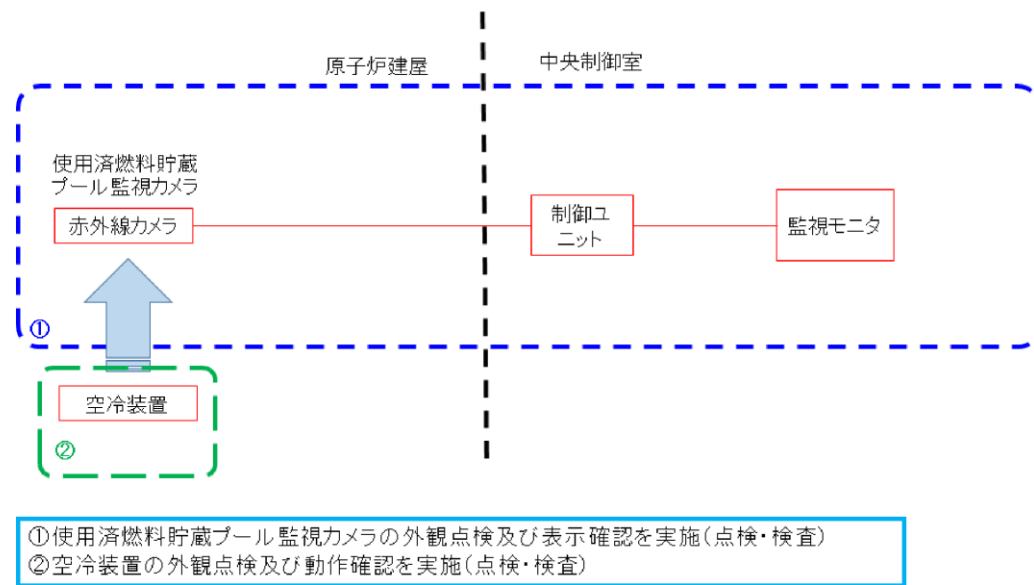 原子炉建屋
中央制御室
使用済燃料貯蔵
プール監視カメラ
赤外線カメラ
制御ユ
ニット
監視モニタ
①
空冷装置
②
①使用済燃料貯蔵プール監視カメラの外観点検及び表示確認を実施(点検・検査)
②空冷装置の外観点検及び動作確認を実施(点検・検査)